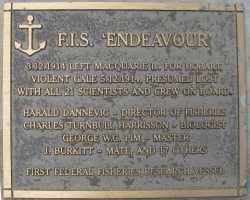 F.I.S. 'ENDEAVOUR'
3.12.1914 LEFT MACQUARIE IS. FOR HOBART.
VIOLENT GALE 5.12.1914. PRESUMED LOST
WITH ALL 21 SCIENTISTS AND CREW ON BOARD.
HARALD DANNEVIG - DIRECTOR OF FISHERIES
CHARLES TURNBULL HARRISSON - BIOLOGIST
GEORGE W.C. PIM - MASTER
J. BURKITT - MATE, AND 17 OTHERS
FIRST FEDERAL FISHERIES RESEARCH VESSEL